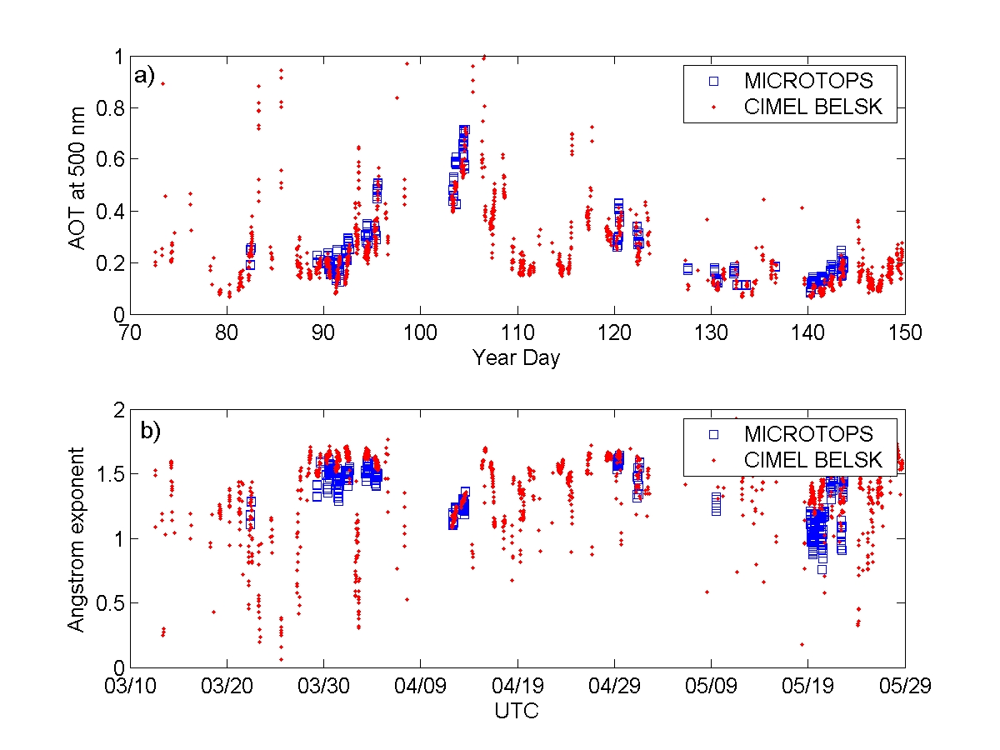 a)
MICROTOPS
CIMEL BELSK
AOT at 500 nm
1
0.8
0.6
0.4
0.2
0
70 80 90 100 110 120 130 140 150
Year Day
b)
MICROTOPS
CIMEL BELSK
Angstrom exponent
2
1.5
1
0.5
0
03/10 03/20 03/30 04/09 04/19 04/29 05/09 05/19 05/29
UTC